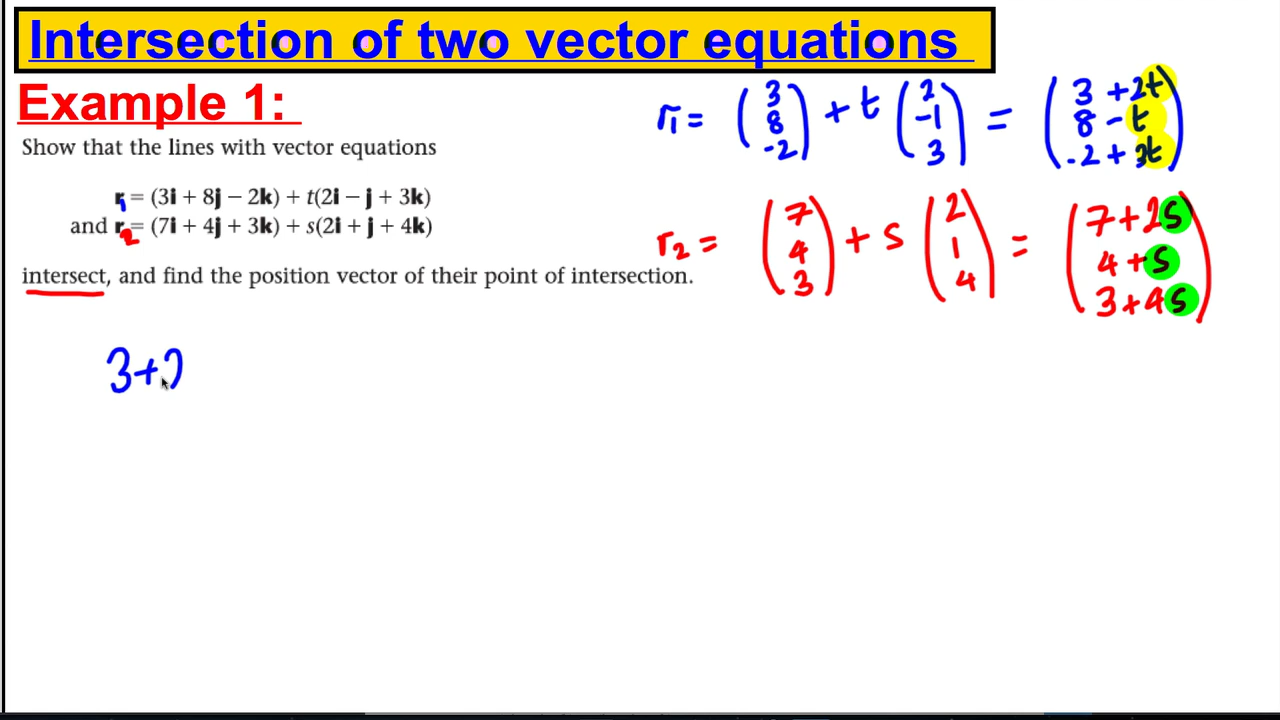 Intersection of two vector equations
Example 1:
Show that the lines with vector equations
r₁ = (3i + 8j − 2k) + t(2i − j + 3k)
and r₂ = (7i + 4j + 3k) + s(2i + j + 4k)
intersect, and find the position vector of their point of intersection.
r₁ = (3 8 -2) + t (2 -1 3) = (3 + 2t 8 - t -2 + 3t)
r₂ = (7 4 3) + s (2 1 4) = (7 + 2s 4 + s 3 + 4s)
3+